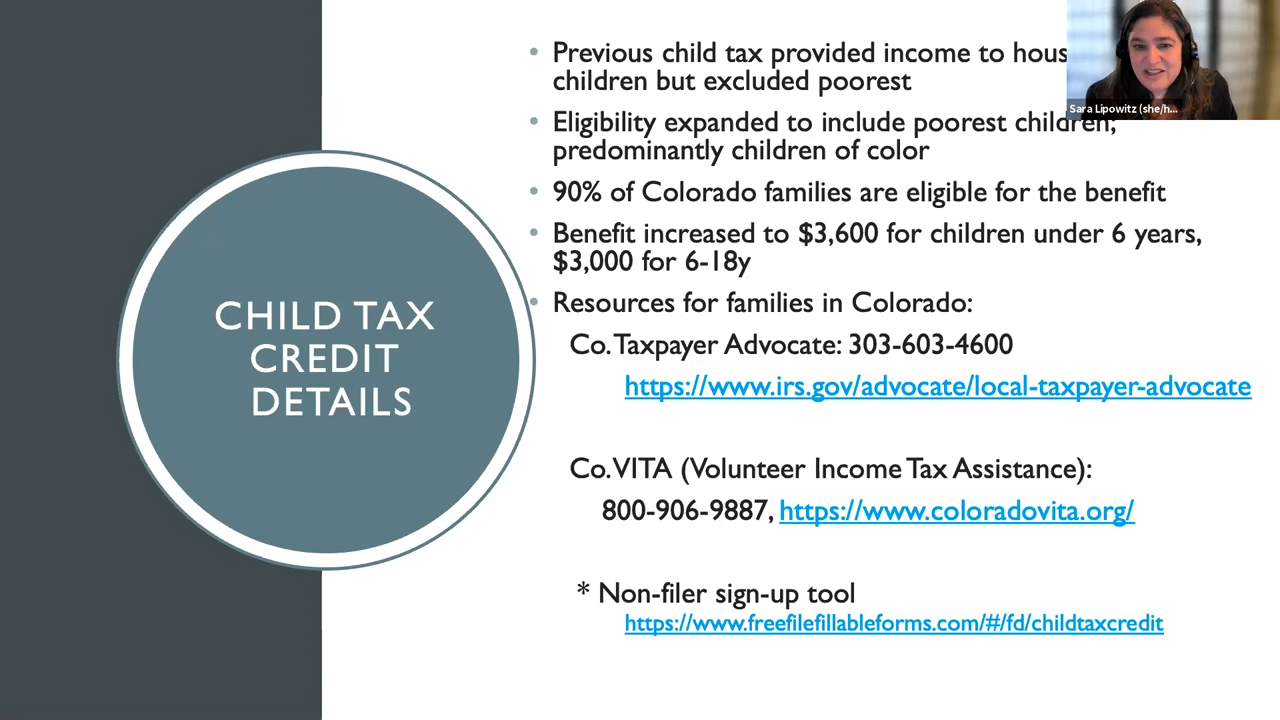 CHILD TAX
CREDIT
DETAILS
• Previous child tax provided income to
children but excluded poorest
• Eligibility expanded to include poorest children;
predominantly children of color
• 90% of Colorado families are eligible for the benefit
• Benefit increased to $3,600 for children under 6 years,
$3,000 for 6-18y
• Resources for families in Colorado:
Co. Taxpayer Advocate: 303-603-4600
https://www.irs.gov/advocate/local-taxpayer-advocate
Co. VITA (Volunteer Income Tax Assistance):
800-906-9887, https://www.coloradovita.org/
* Non-filer sign-up tool
https://www.freefilefillableforms.com/#/fd/childtaxcredit
Sara Lipowitz (she/h...